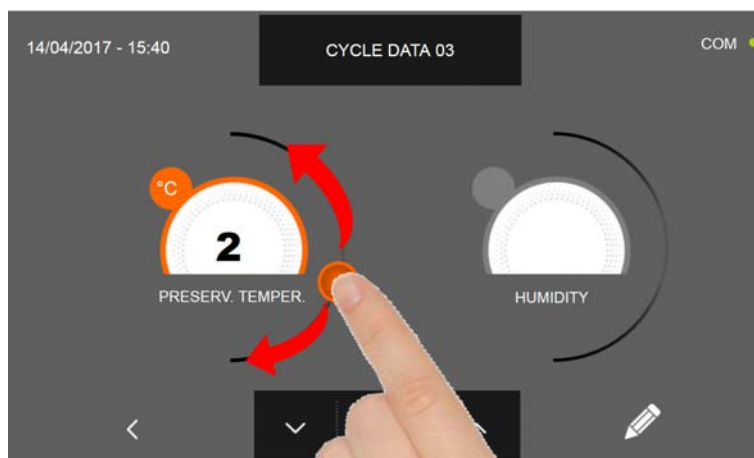 14/04/2017 - 15:40
CYCLE DATA 03
COM
°C
2
PRESERV. TEMPER.
HUMIDITY